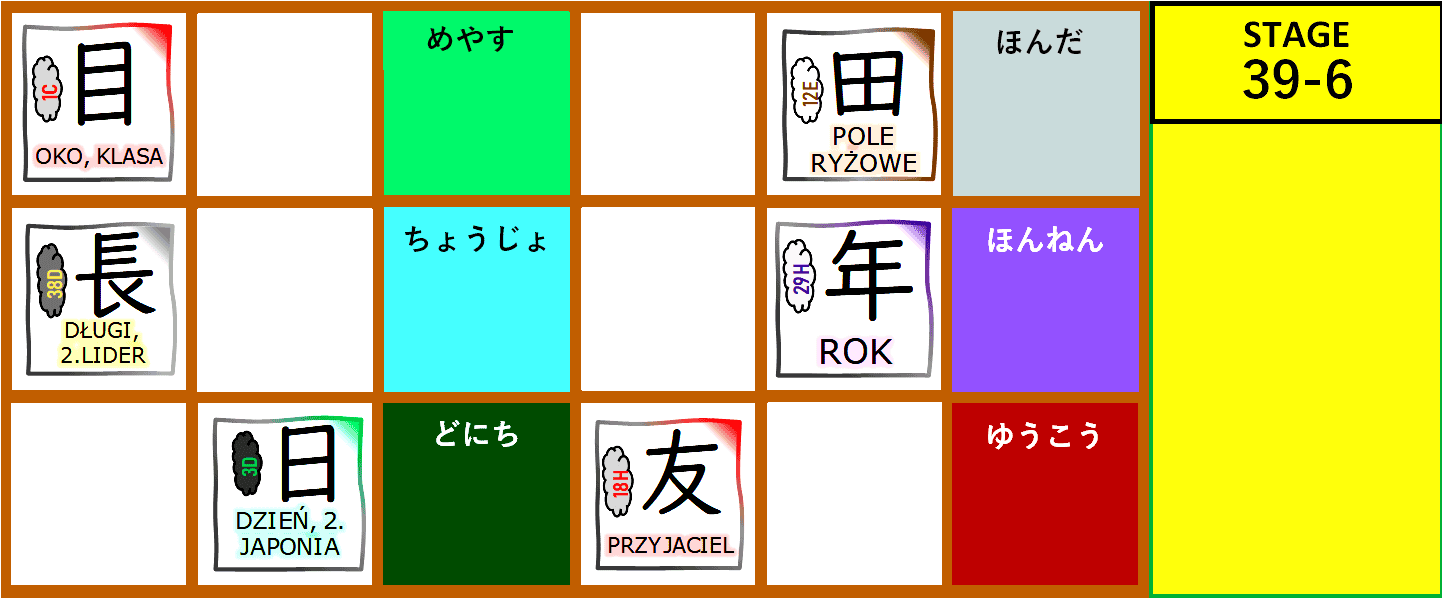 目
1C
OKO, KLASA
めやす
田
12E
POLE
RYŻOWE
ほんだ
STAGE
39-6
長
38D
DŁUGI,
2.LIDER
ちょうじょ
年
29H
ROK
ほんねん
日
3D
DZIEŃ, 2.
JAPONIA
どにち
友
18H
PRZYJACIEL
ゆうこう